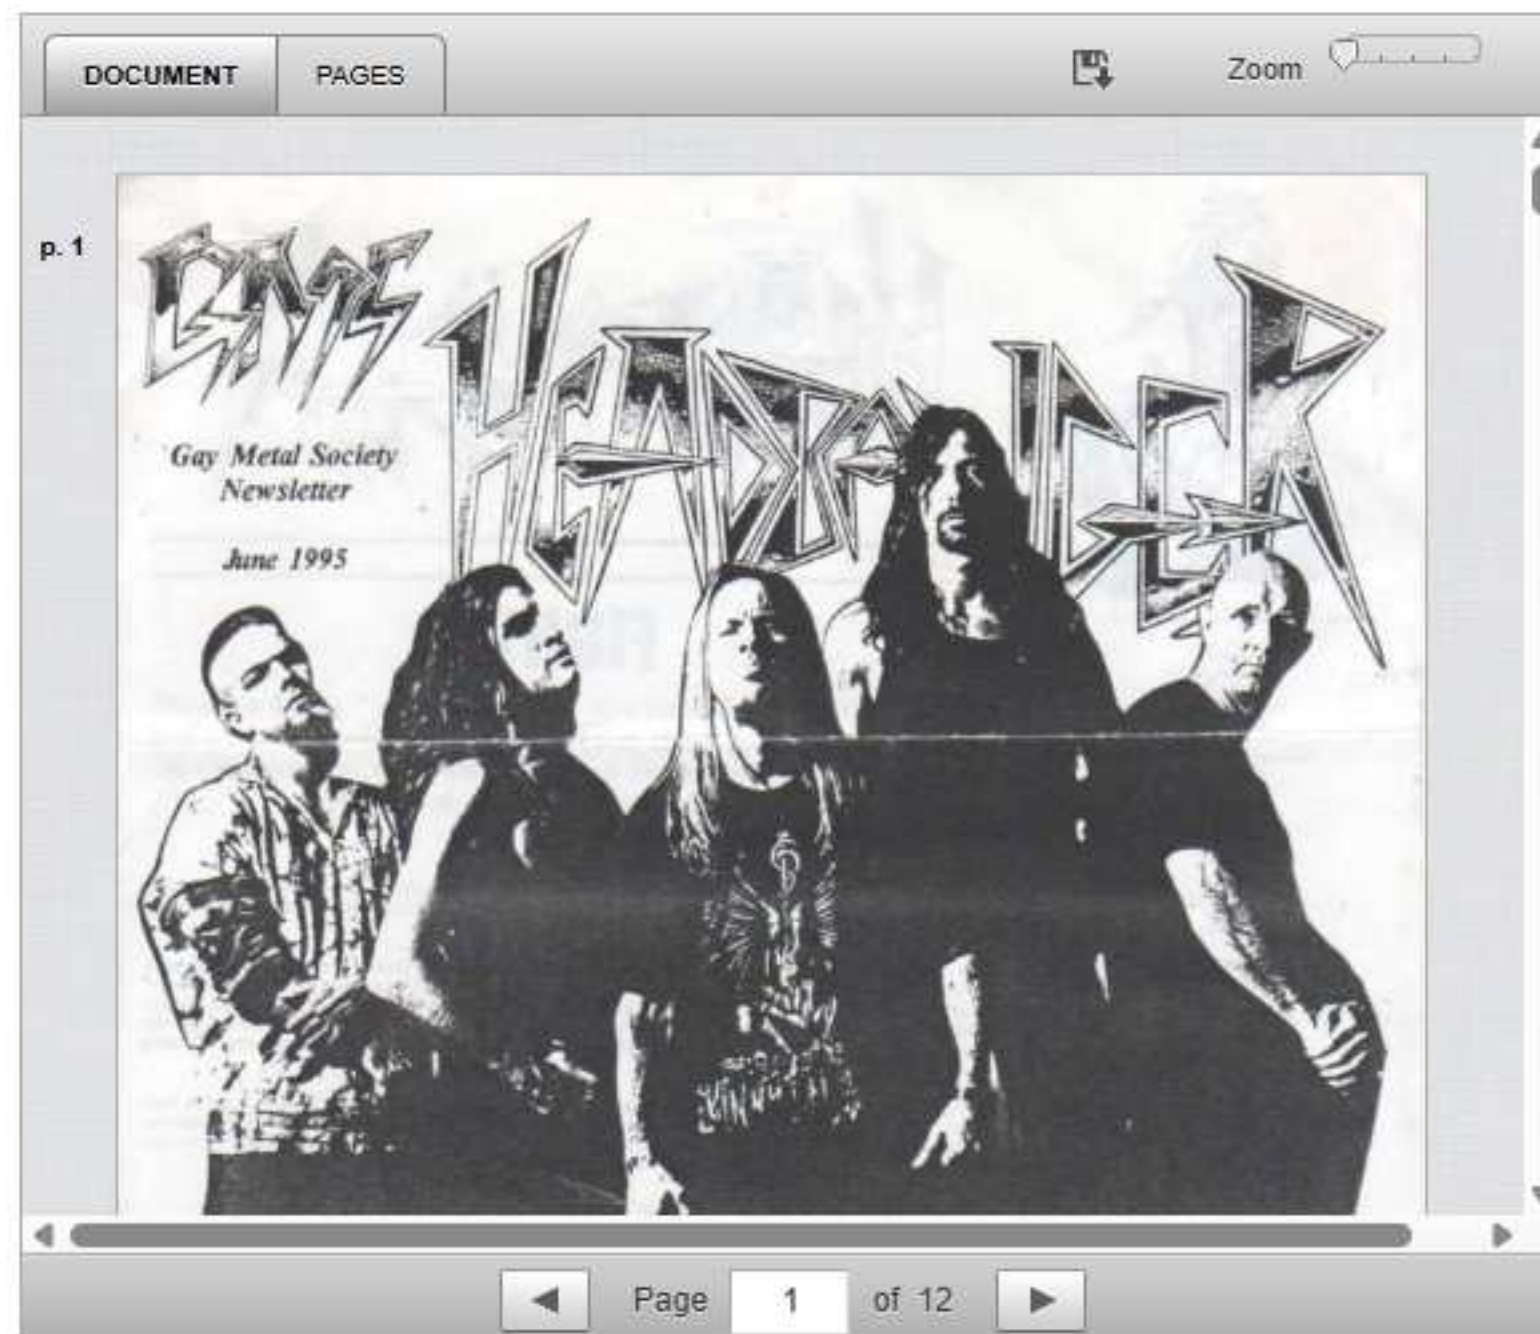 DOCUMENT
PAGES
Zoom
p. 1
GMS
HEADBANGER
Gay Metal Society
Newsletter
June 1995
Page 1 of 12